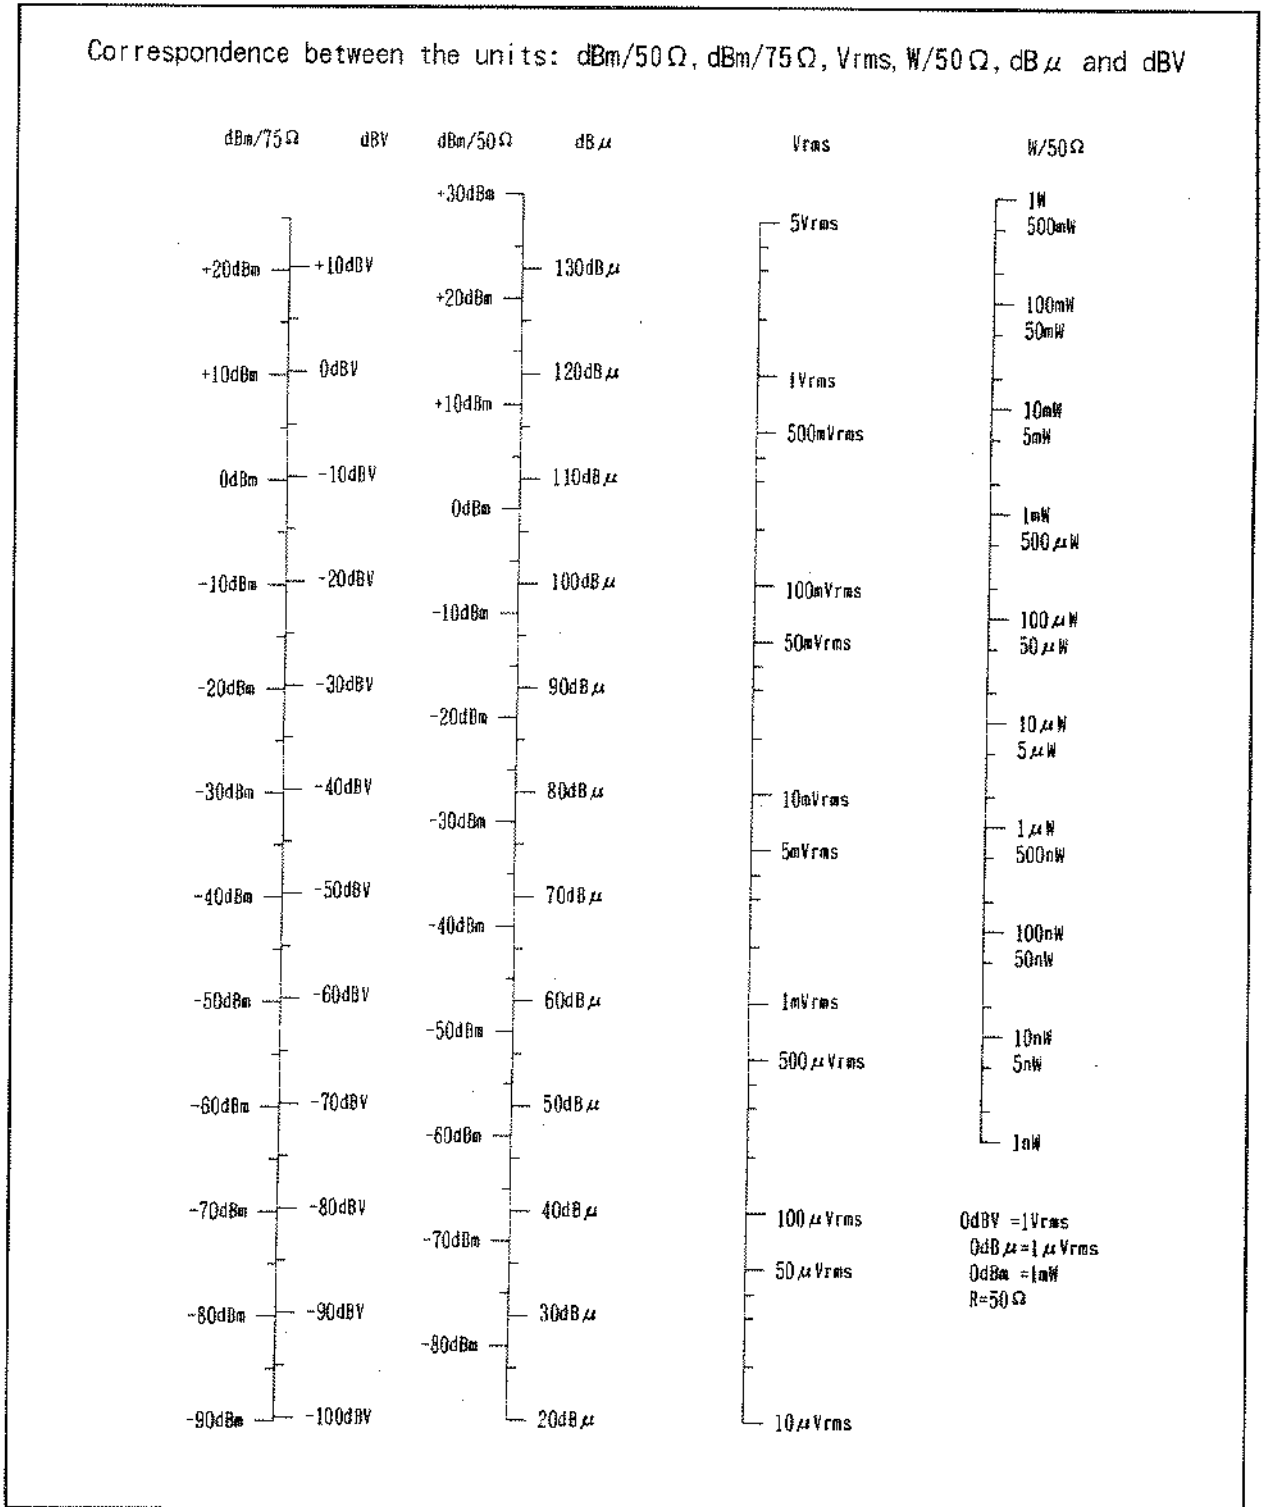 Correspondence between the units: dBm/50Ω, dBm/75Ω, Vrms, W/50Ω, dBμ and dBV
dBm/75Ω dBV dBm/50Ω dBμ Vrms W/50Ω
+30dBm
1W
5Vrms
500mW
+20dBm +10dBV
130dBμ
+20dBm
100mW
50mW
+10dBm 0dBV
120dBμ
1Vrms
+10dBm
10mW
500mVrms
5mW
0dBm -10dBV
110dBμ
0dBm
1mW
500μW
-10dBm -20dBV
100dBμ
100mVrms
-10dBm
100μW
50mVrms
50μW
-20dBm -30dBV
90dBμ
-20dBm
10μW
5μW
-30dBm -40dBV
80dBμ
10mVrms
-30dBm
1μW
5mVrms
500nW
-40dBm -50dBV
70dBμ
-40dBm
100nW
50nW
-50dBm -60dBV
60dBμ
1mVrms
-50dBm
10nW
500μVrms
5nW
-60dBm -70dBV
50dBμ
-60dBm
1nW
-70dBm -80dBV
40dBμ
100μVrms
-70dBm
50μVrms
-80dBm -90dBV
30dBμ
-80dBm
-90dBm -100dBV
20dBμ
10μVrms
0dBV =1Vrms
0dBμ=1μVrms
0dBm =1mW
R=50Ω